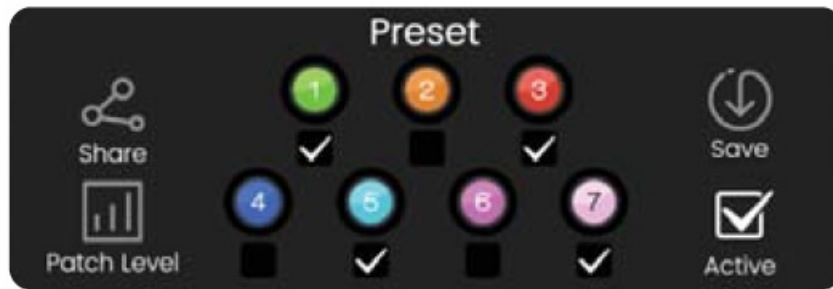 Preset
1 2 3
Share
Save
4 5 6 7
Patch Level
Active